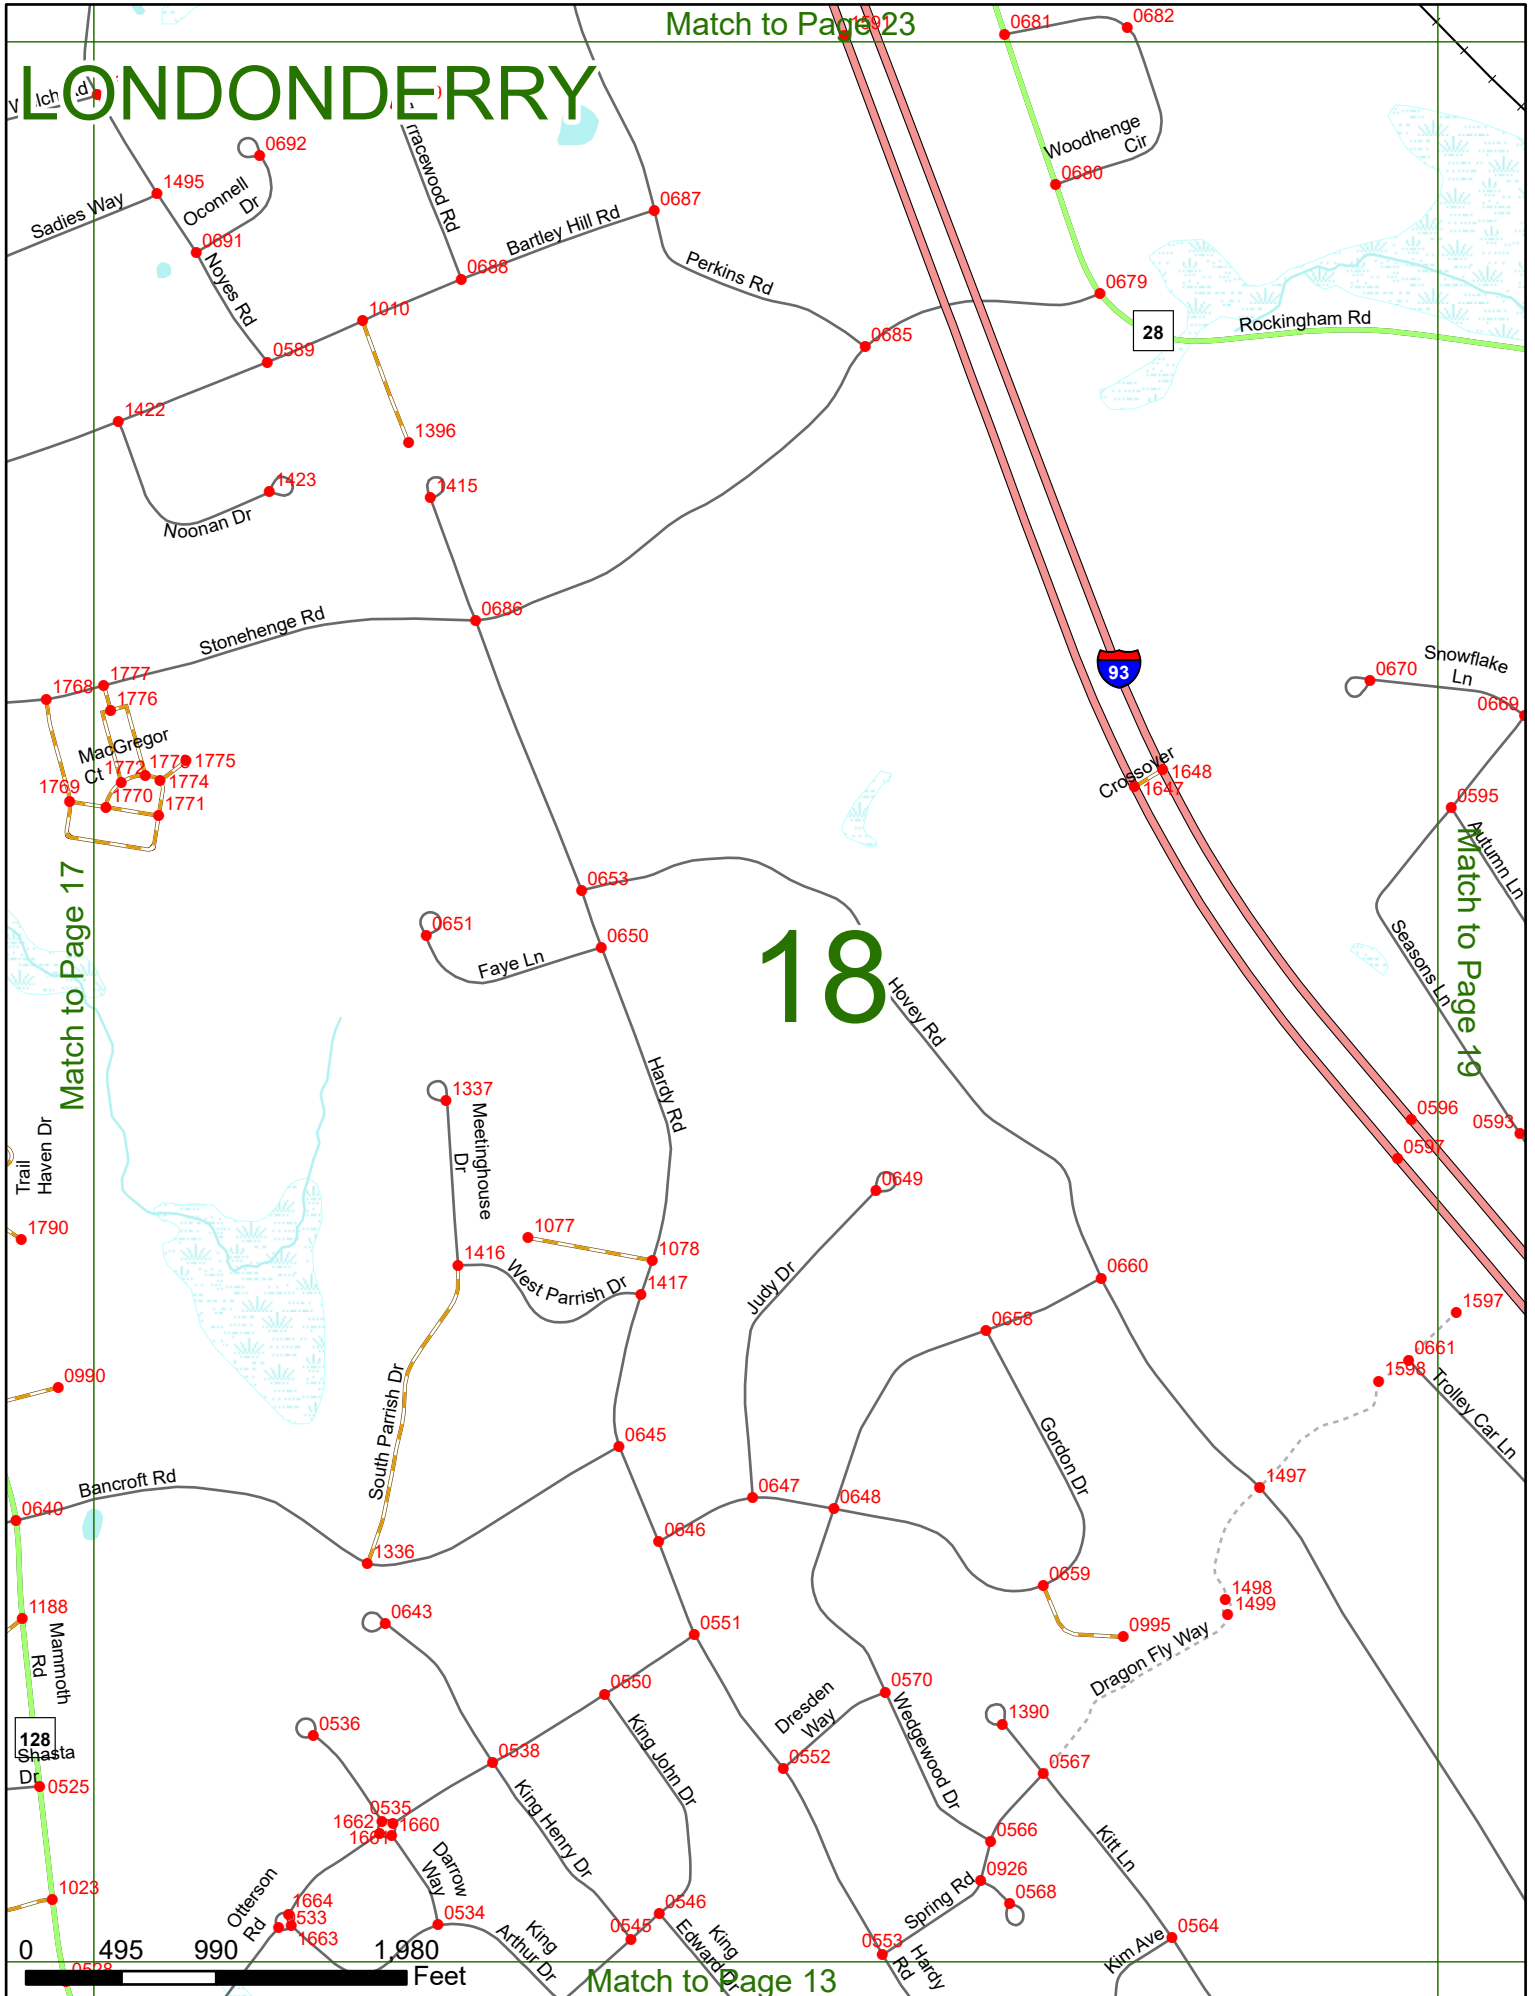 Match to Page 23
LONDONDERRY
1591
0681
0682
0692
1495
Sadies Way
Oconnell
Dr
0691
Noyes Rd
0687
Bartley Hill Rd
0688
Perkins Rd
Woodhenge
Cir
0680
0679
28
Rockingham Rd
1010
0589
0685
1422
1396
1423
Noonan Dr
1415
0686
Stonehenge Rd
1777
1768
1776
MacGregor
Ct
1772
1775
1774
1769
1770
1771
93
0670
Snowflake
Ln
0669
Crossover
1648
1647
0595
Autumn Ln
Seasons Ln
Match to Page 17
Match to Page 19
0653
0651
0650
Faye Ln
18
Hovey Rd
Hardy Rd
1337
Meetinghouse
Dr
0596
0593
0597
Trail
Haven Dr
1790
0649
1077
1078
1416
West Parrish Dr
1417
Judy Dr
0660
0658
1597
0661
1598
Trolley Car Ln
0990
South Parrish Dr
Gordon Dr
0645
Bancroft Rd
0640
0647
0648
1497
0646
1336
0659
1498
1499
1188
Mammoth
Rd
0643
0551
0995
Dragon Fly Way
0550
0570
Dresden
Way
Wedgewood Dr
1390
0536
128
Shasta
Dr
0525
0538
King John Dr
0552
0567
King Henry Dr
0535
1662
1660
1661
Darrow
Way
0566
Kitt Ln
0926
1023
Otterson
Rd
1664
0533
1663
0534
King
Arthur Dr
0546
0545
King
Edward Dr
Spring Rd
0568
0553
Hardy
Rd
0564
Kim Ave
0 495 990 1,980
Feet
0528
Match to Page 13